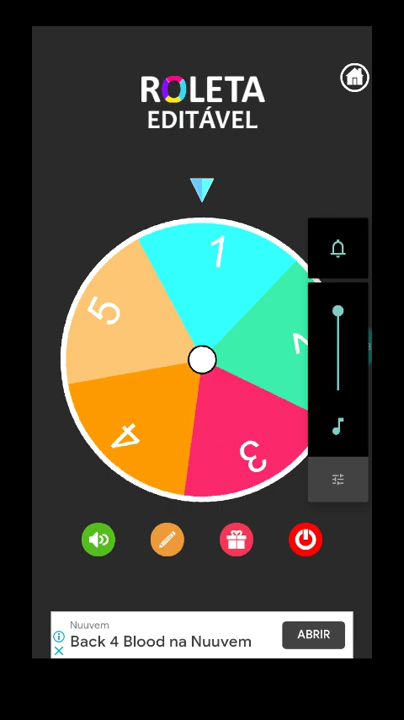 ROLETA
EDITÁVEL
1
2
3
4
5
Nuuvem
Back 4 Blood na Nuuvem
ABRIR